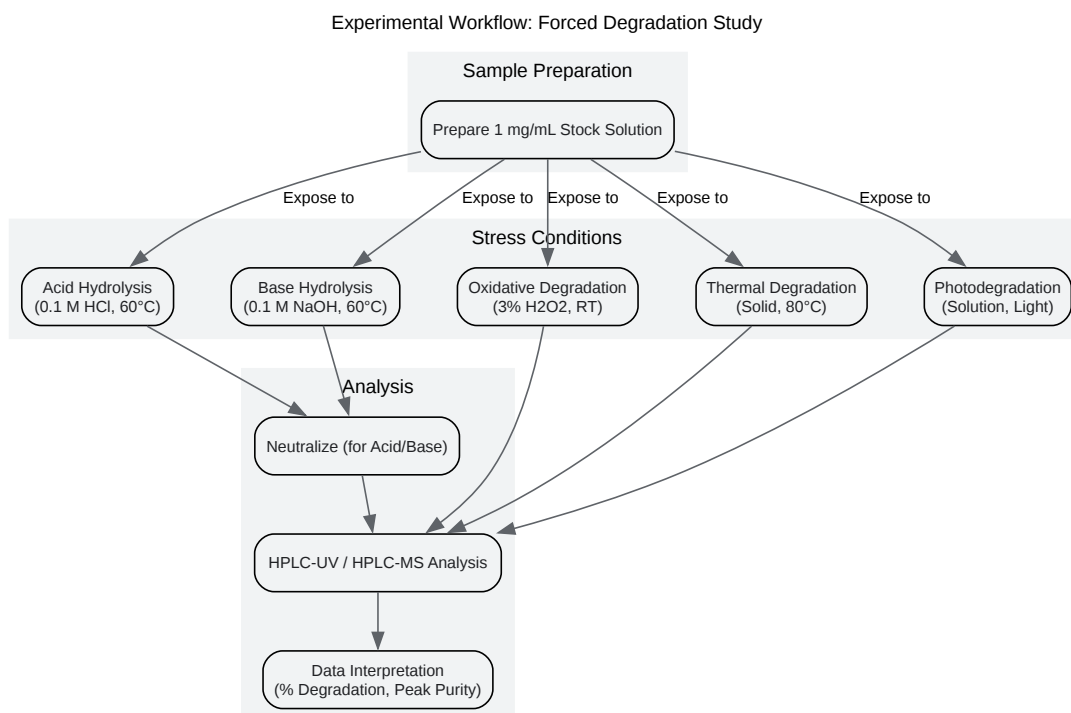 Experimental Workflow: Forced Degradation Study
Sample Preparation
Prepare 1 mg/mL Stock Solution
Expose to
Expose to
Expose to
Expose to
Expose to
Stress Conditions
Acid Hydrolysis
(0.1 M HCl, 60°C)
Base Hydrolysis
(0.1 M NaOH, 60°C)
Oxidative Degradation
(3% H2O2, RT)
Thermal Degradation
(Solid, 80°C)
Photodegradation
(Solution, Light)
Analysis
Neutralize (for Acid/Base)
HPLC-UV / HPLC-MS Analysis
Data Interpretation
(% Degradation, Peak Purity)